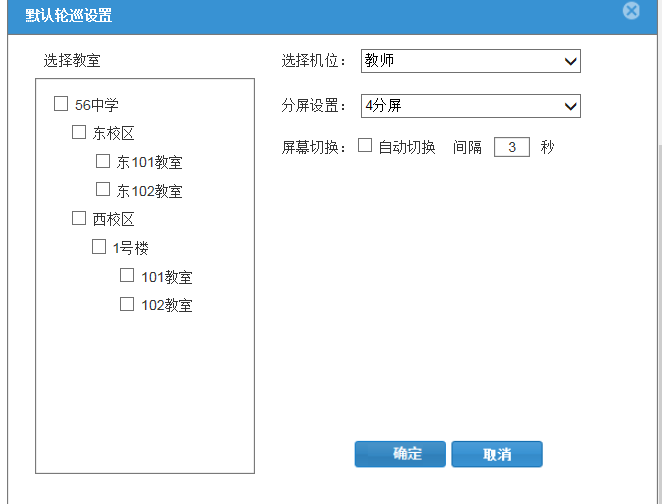 默认轮巡设置
选择教室
56中学
东校区
东101教室
东102教室
西校区
1号楼
101教室
102教室
选择机位： 教师
分屏设置： 4分屏
屏幕切换： 自动切换 间隔 3 秒
确定 取消